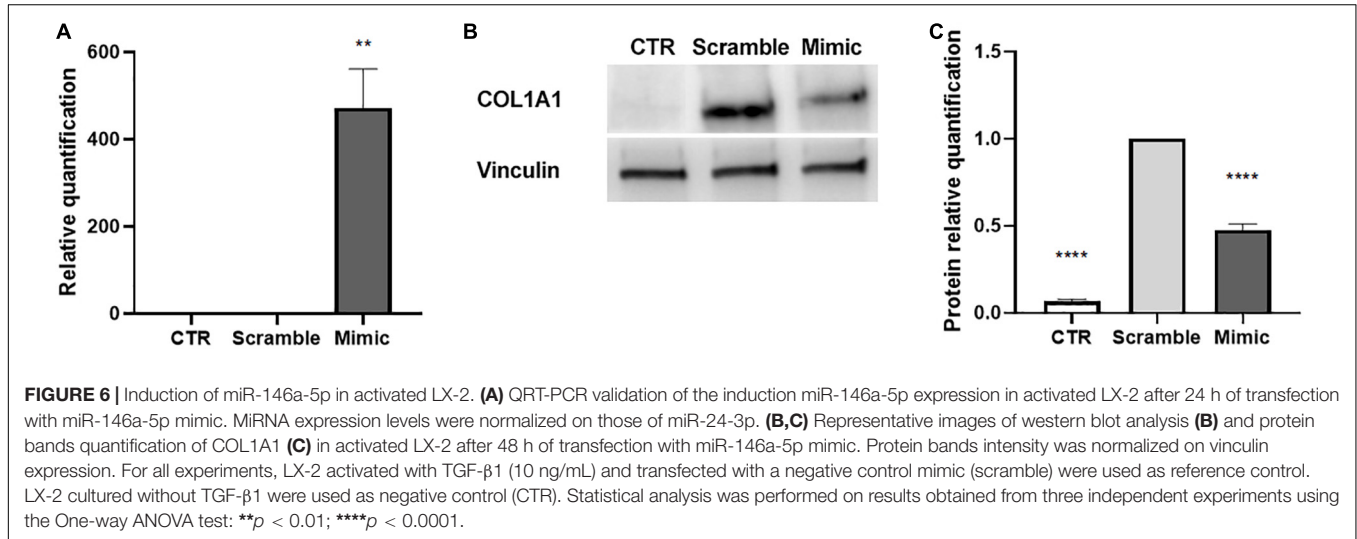 A
600
400
200
0
Relative quantification
**
CTR Scramble Mimic
B
CTR Scramble Mimic
COL1A1
Vinculin
C
1.5
1.0
0.5
0.0
Protein relative quantification
****
****
CTR Scramble Mimic
FIGURE 6 | Induction of miR-146a-5p in activated LX-2. (A) QRT-PCR validation of the induction miR-146a-5p expression in activated LX-2 after 24 h of transfection
with miR-146a-5p mimic. MiRNA expression levels were normalized on those of miR-24-3p. (B,C) Representative images of western blot analysis (B) and protein
bands quantification of COL1A1 (C) in activated LX-2 after 48 h of transfection with miR-146a-5p mimic. Protein bands intensity was normalized on vinculin
expression. For all experiments, LX-2 activated with TGF-β1 (10 ng/mL) and transfected with a negative control mimic (scramble) were used as reference control.
LX-2 cultured without TGF-β1 were used as negative control (CTR). Statistical analysis was performed on results obtained from three independent experiments using
the One-way ANOVA test: **p < 0.01; ****p < 0.0001.